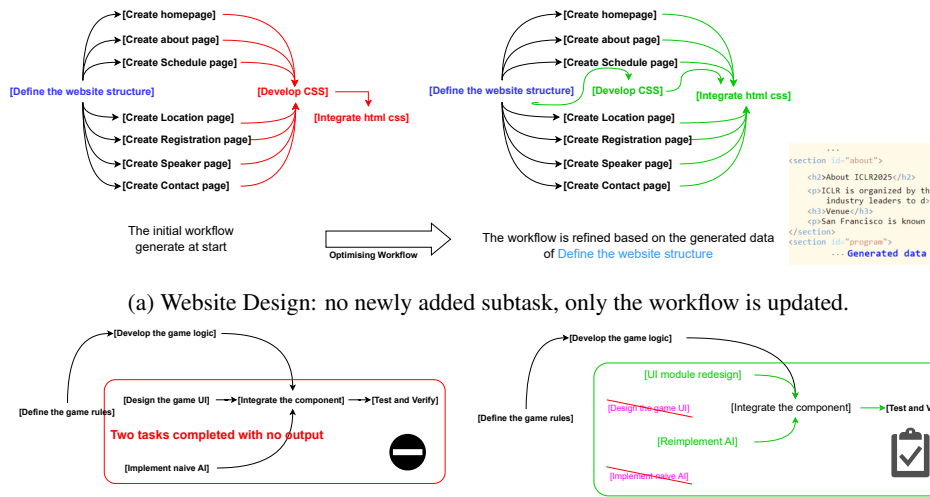 [Create homepage]
[Create about page]
[Create Schedule page]
[Define the website structure]
[Develop CSS]
[Integrate html css]
[Create Location page]
[Create Registration page]
[Create Speaker page]
[Create Contact page]
The initial workflow
generate at start
Optimising Workflow
[Create homepage]
[Create about page]
[Create Schedule page]
[Define the website structure]
[Develop CSS]
[Integrate html css]
[Create Location page]
[Create Registration page]
[Create Speaker page]
[Create Contact page]
The workflow is refined based on the generated data
of Define the website structure
...
<section id="about">
<h2>About ICLR2025</h2>
<p>ICLR is organized by th
industry leaders to d>
<h3>Venue</h3>
<p>San Francisco is known
</section>
<section id="program">
... Generated data
(a) Website Design: no newly added subtask, only the workflow is updated.
[Develop the game logic]
[Design the game UI]
[Integrate the component]
[Test and Verify]
[Define the game rules]
Two tasks completed with no output
[Implement naive AI]
[Develop the game logic]
[UI module redesign]
[Design the game UI]
[Integrate the component]
[Test and V
[Define the game rules]
[Reimplement AI]
[Implement naive AI]